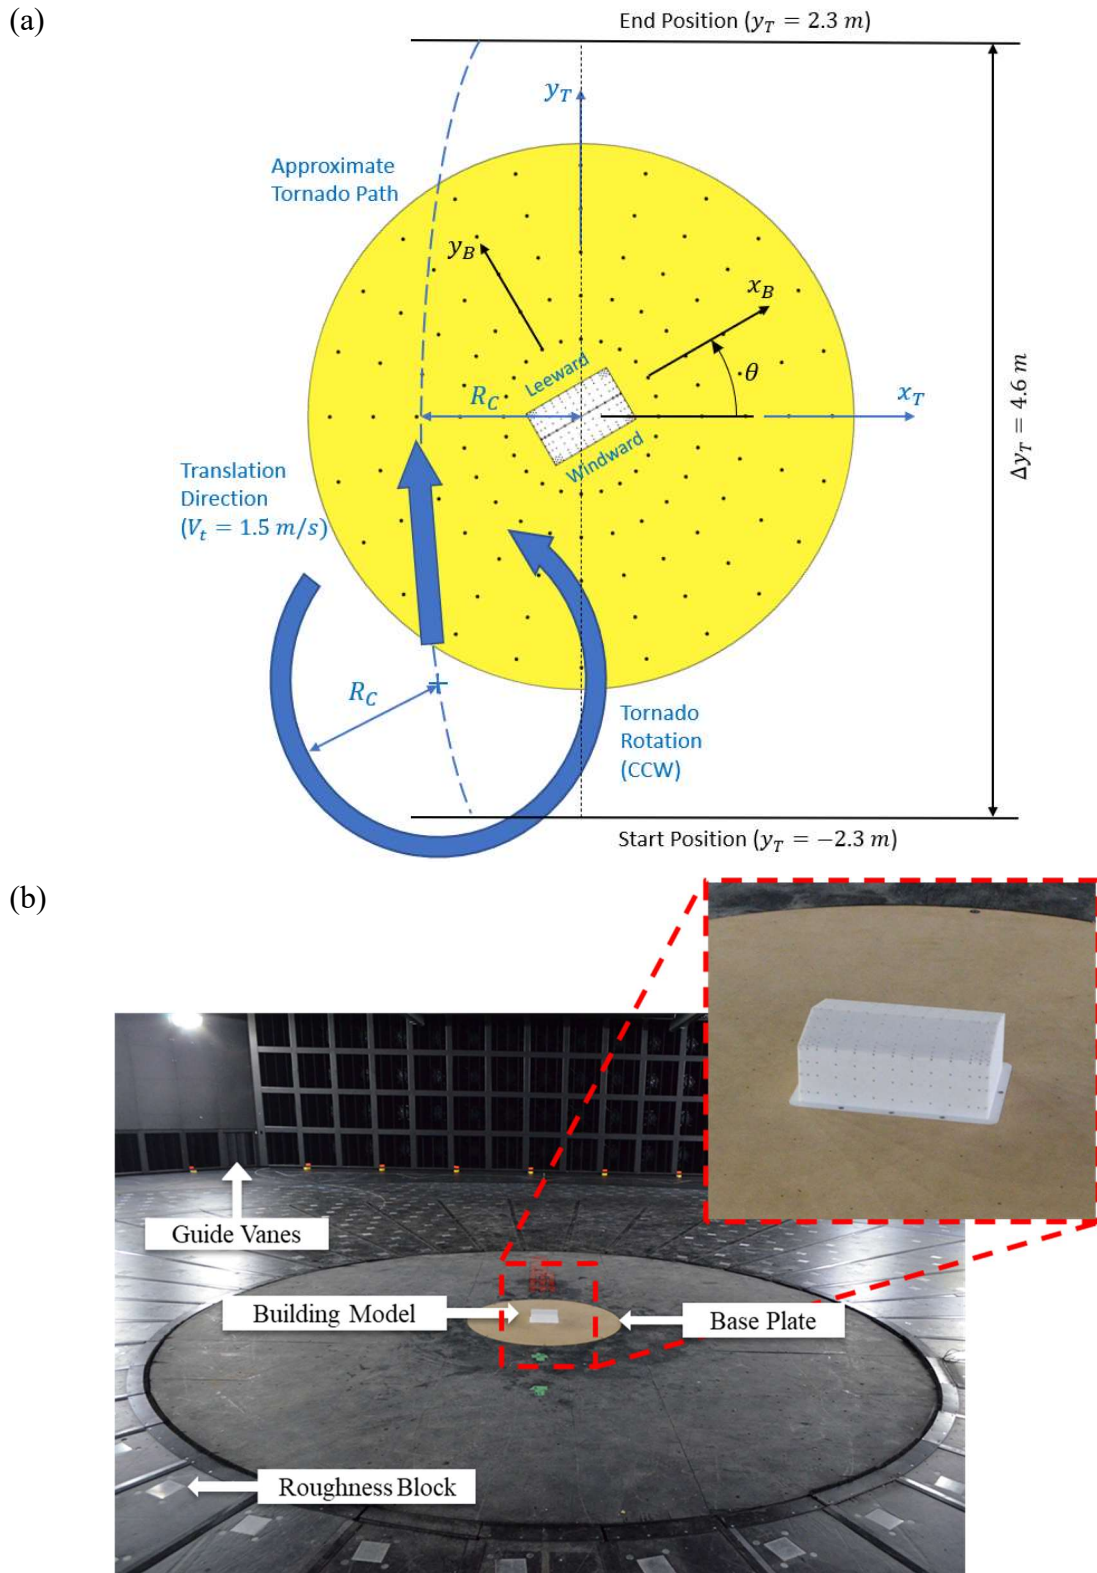 (a)
End Position (y_T = 2.3 m)
y_T
Approximate
Tornado Path
y_B
x_B
Leeward
θ
R_C
x_T
Windward
Δy_T = 4.6 m
Translation
Direction
(V_t = 1.5 m/s)
R_C
Tornado
Rotation
(CCW)
Start Position (y_T = −2.3 m)
(b)
Guide Vanes
Building Model
Base Plate
Roughness Block